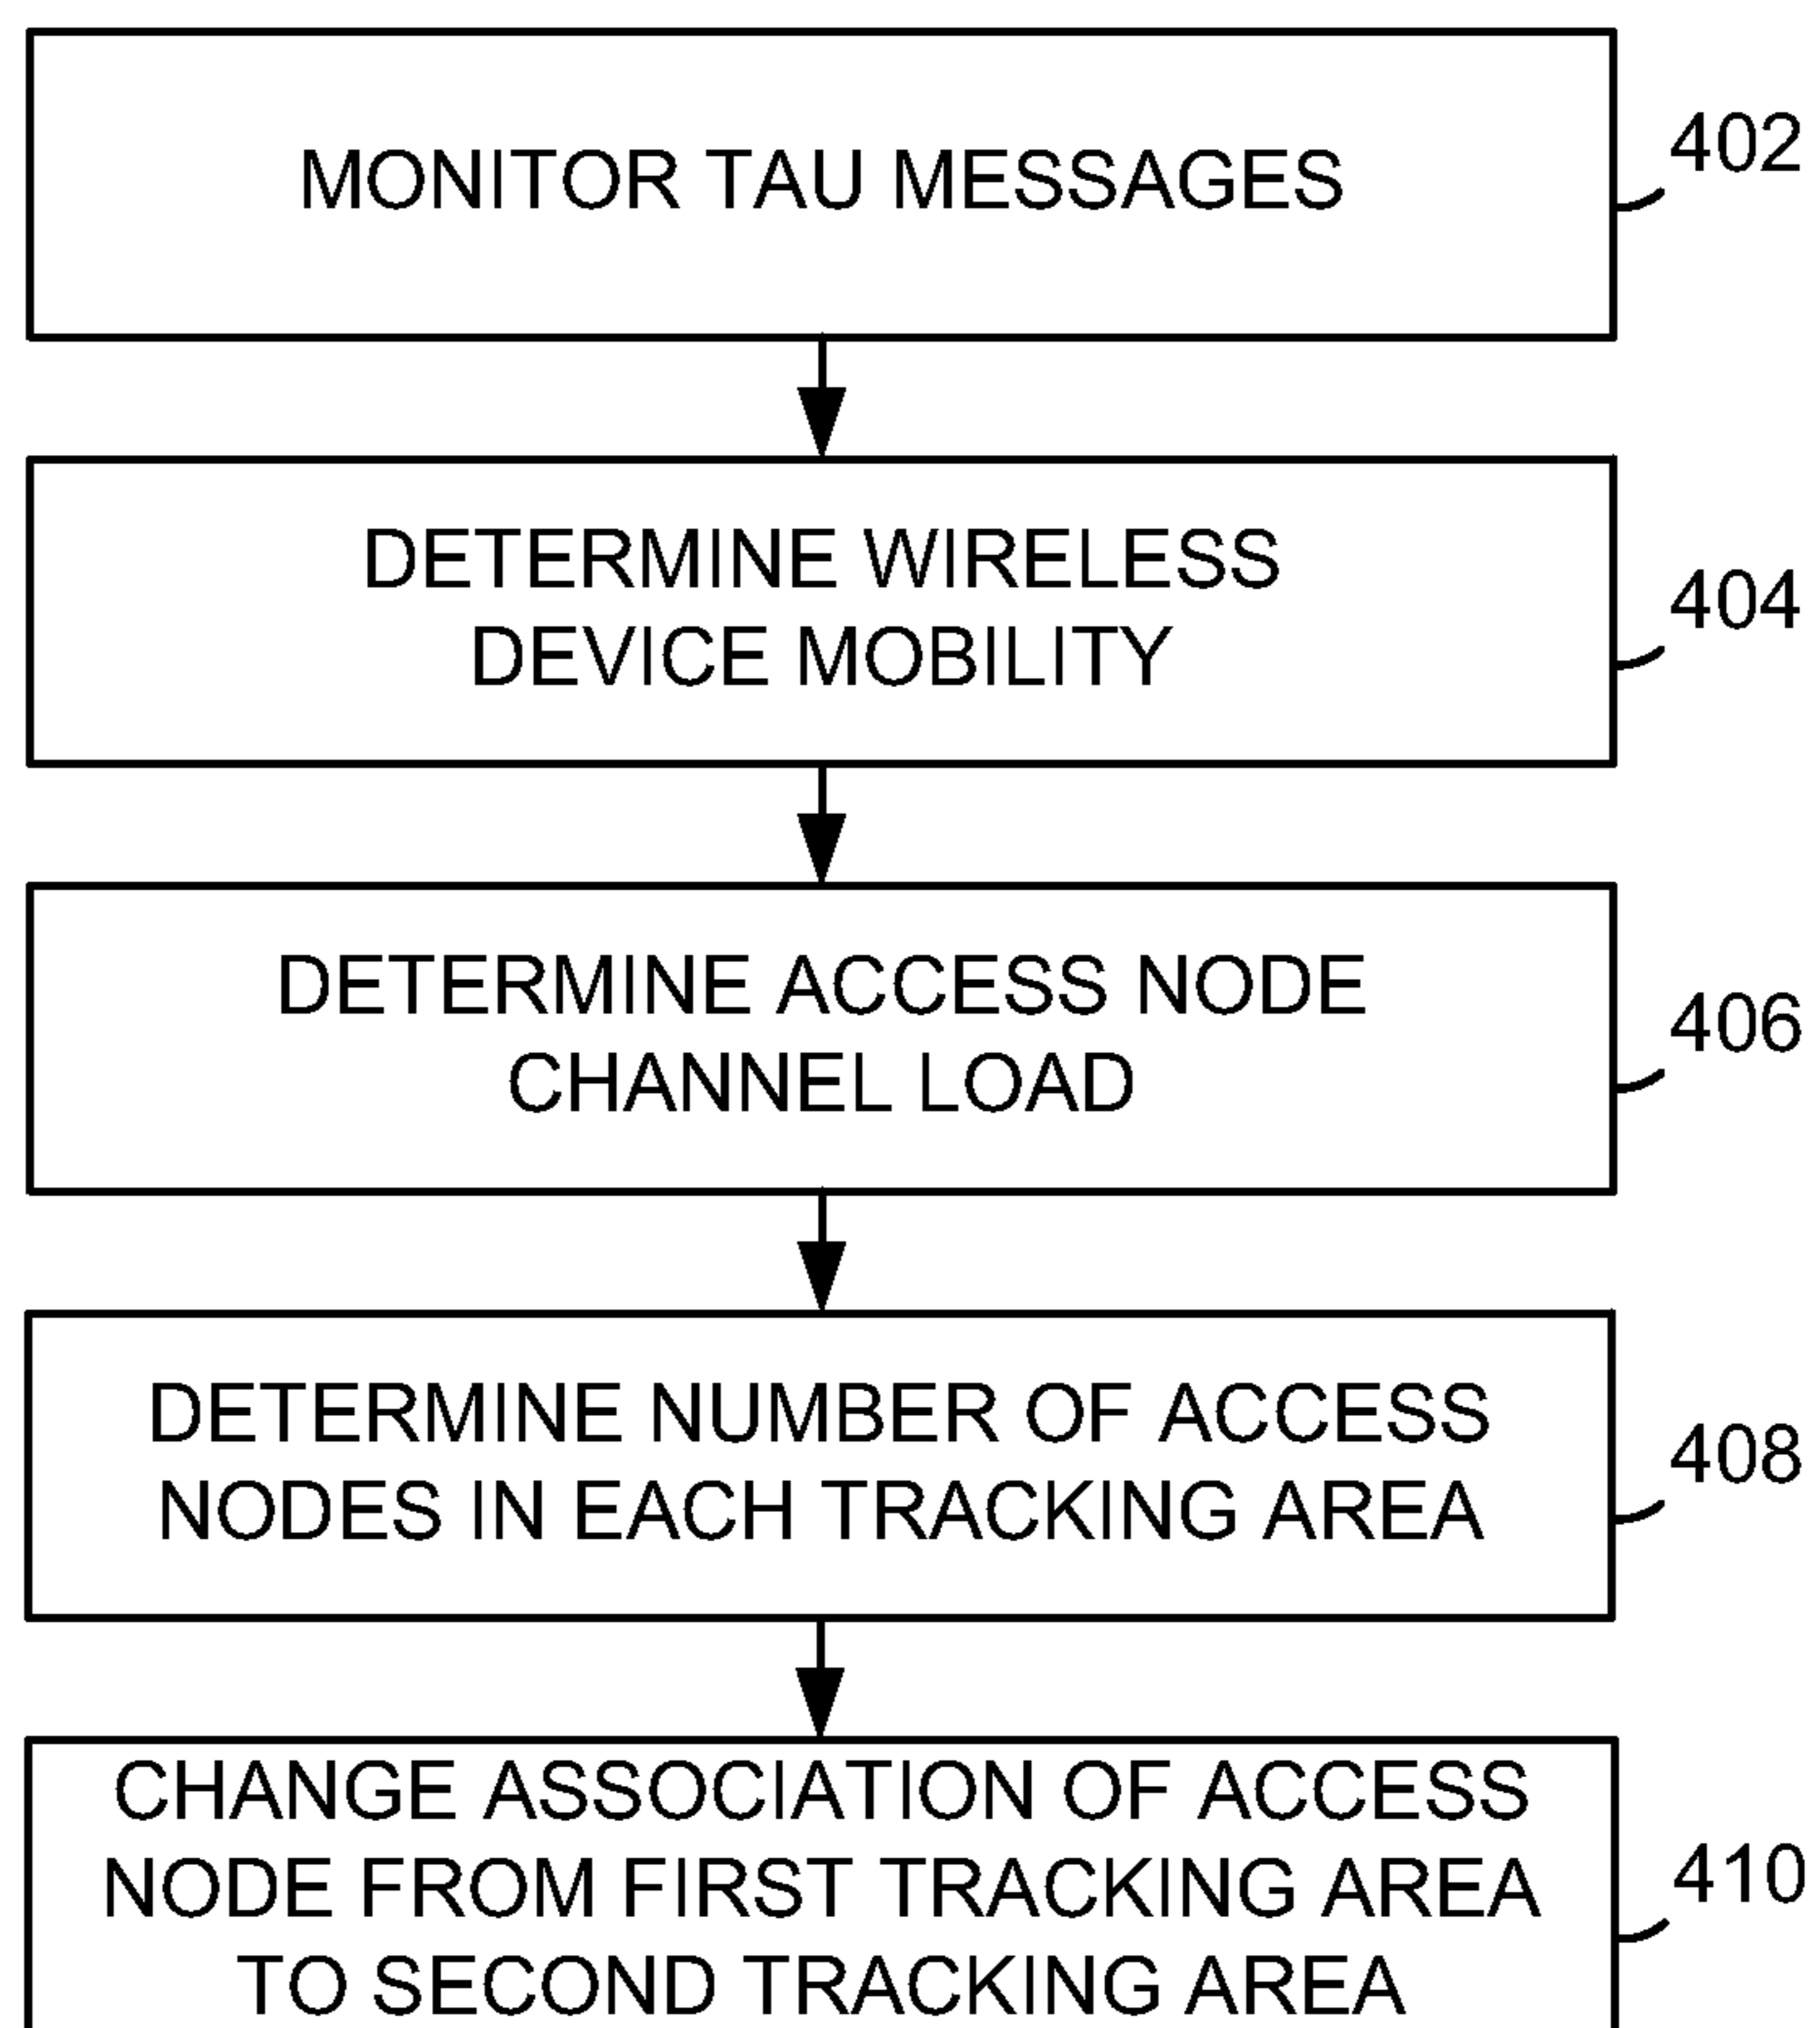 MONITOR TAU MESSAGES
402
DETERMINE WIRELESS
DEVICE MOBILITY
404
DETERMINE ACCESS NODE
CHANNEL LOAD
406
DETERMINE NUMBER OF ACCESS
NODES IN EACH TRACKING AREA
408
CHANGE ASSOCIATION OF ACCESS
NODE FROM FIRST TRACKING AREA
TO SECOND TRACKING AREA
410